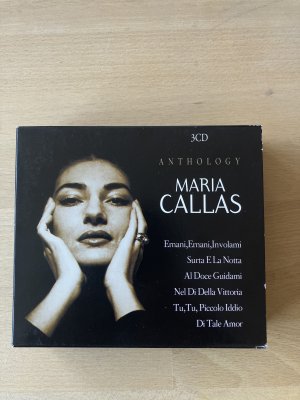 3CD
ANTHOLOGY
MARIA
CALLAS
Ernani,Ernani,Involami
Surta E La Notta
Al Doce Guidami
Nel Di Della Vittoria
Tu,Tu, Piccolo Iddio
Di Tale Amor